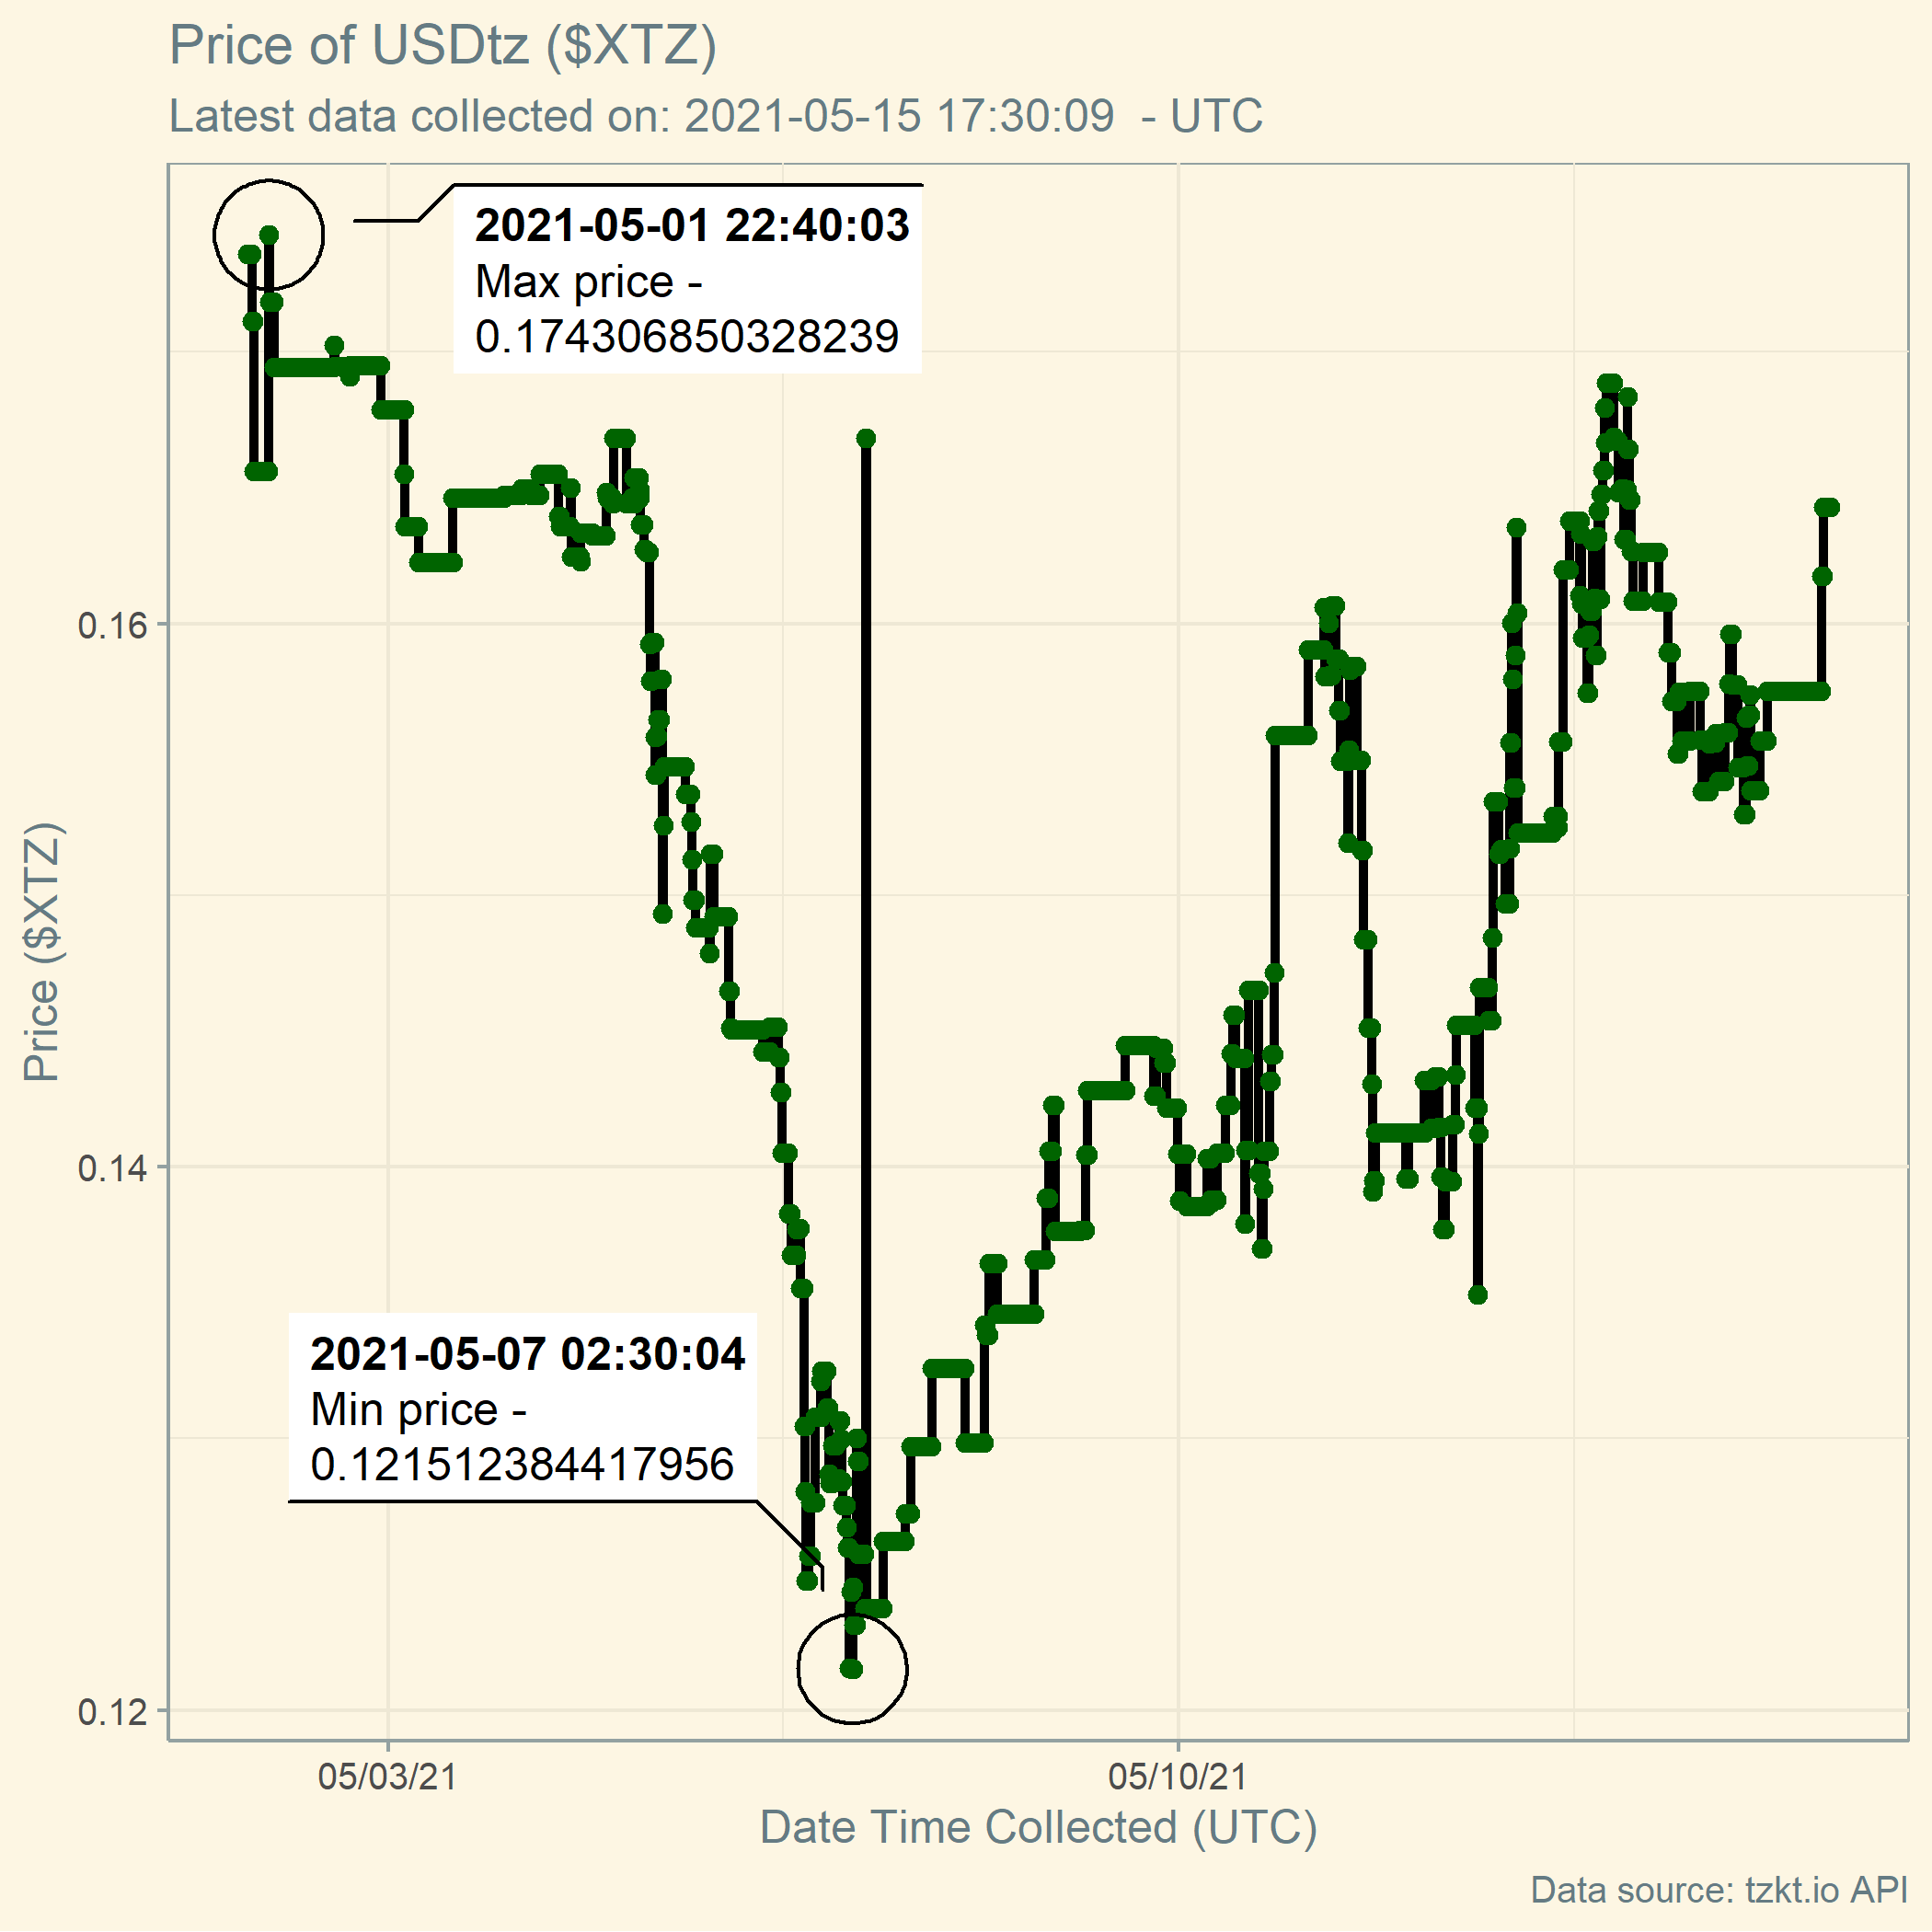 Price of USDtz ($XTZ)
Latest data collected on: 2021-05-15 17:30:09  - UTC
2021-05-01 22:40:03
Max price -
0.174306850328239
0.16
Price ($XTZ)
0.14
2021-05-07 02:30:04
Min price -
0.121512384417956
0.12
05/03/21
05/10/21
Date Time Collected (UTC)
Data source: tzkt.io API